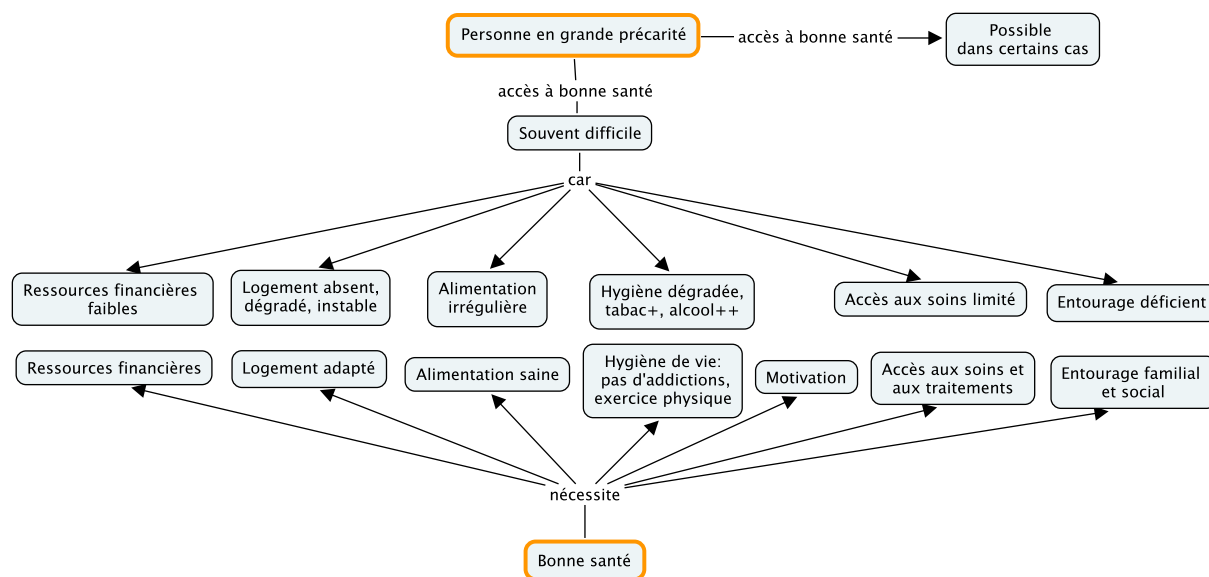 Personne en grande précarité
accès à bonne santé
Possible
dans certains cas
accès à bonne santé
Souvent difficile
car
Ressources financières
faibles
Logement absent,
dégradé, instable
Alimentation
irrégulière
Hygiène dégradée,
tabac+, alcool++
Accès aux soins limité
Entourage déficient
Ressources financières
Logement adapté
Alimentation saine
Hygiène de vie:
pas d'addictions,
exercice physique
Motivation
Accès aux soins et
aux traitements
Entourage familial
et social
nécessite
Bonne santé